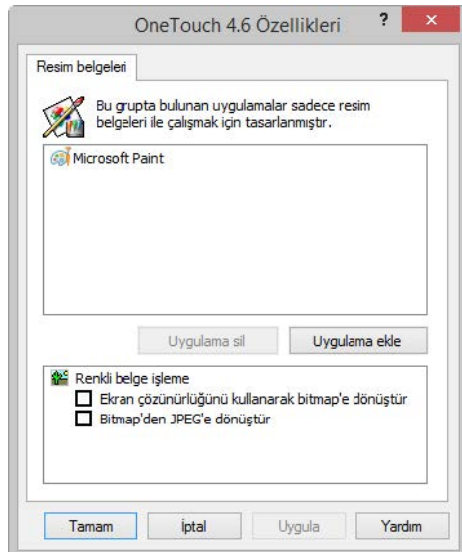 OneTouch 4.6 Özellikleri
Resim belgeleri
Bu grupta bulunan uygulamalar sadece resim
belgeleri ile çalışmak için tasarlanmıştır.
Microsoft Paint
Uygulama sil Uygulama ekle
Renkli belge işleme
Ekran çözünürlüğünü kullanarak bitmap'e dönüştür
Bitmap'den JPEG'e dönüştür
Tamam İptal Uygula Yardım